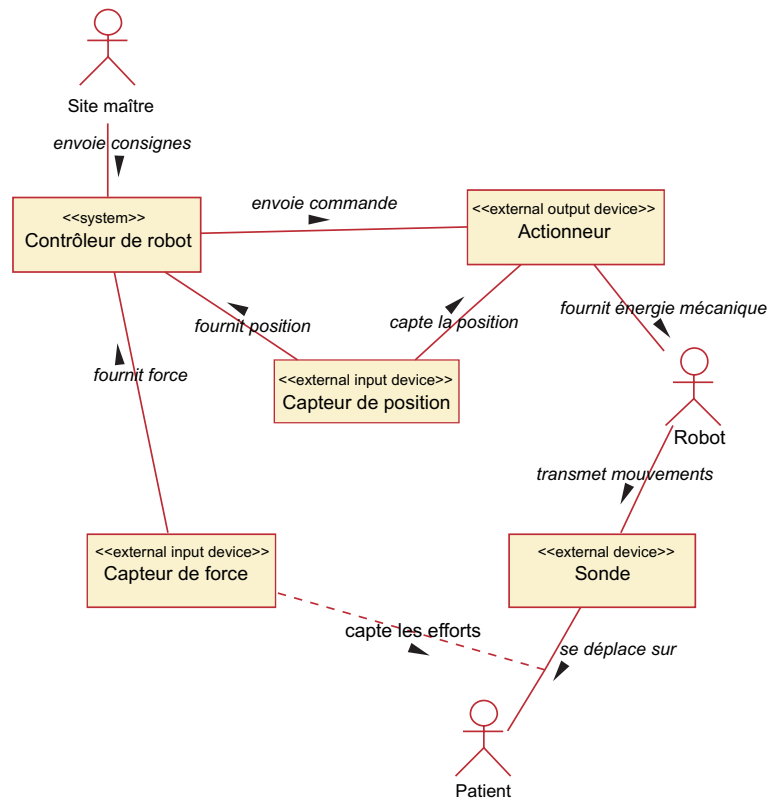 Site maître
envoie consignes
<<system>>
Contrôleur de robot
envoie commande
<<external output device>>
Actionneur
fournit position
capte la position
fournit énergie mécanique
fournit force
<<external input device>>
Capteur de position
Robot
transmet mouvements
<<external input device>>
Capteur de force
<<external device>>
Sonde
capte les efforts
se déplace sur
Patient